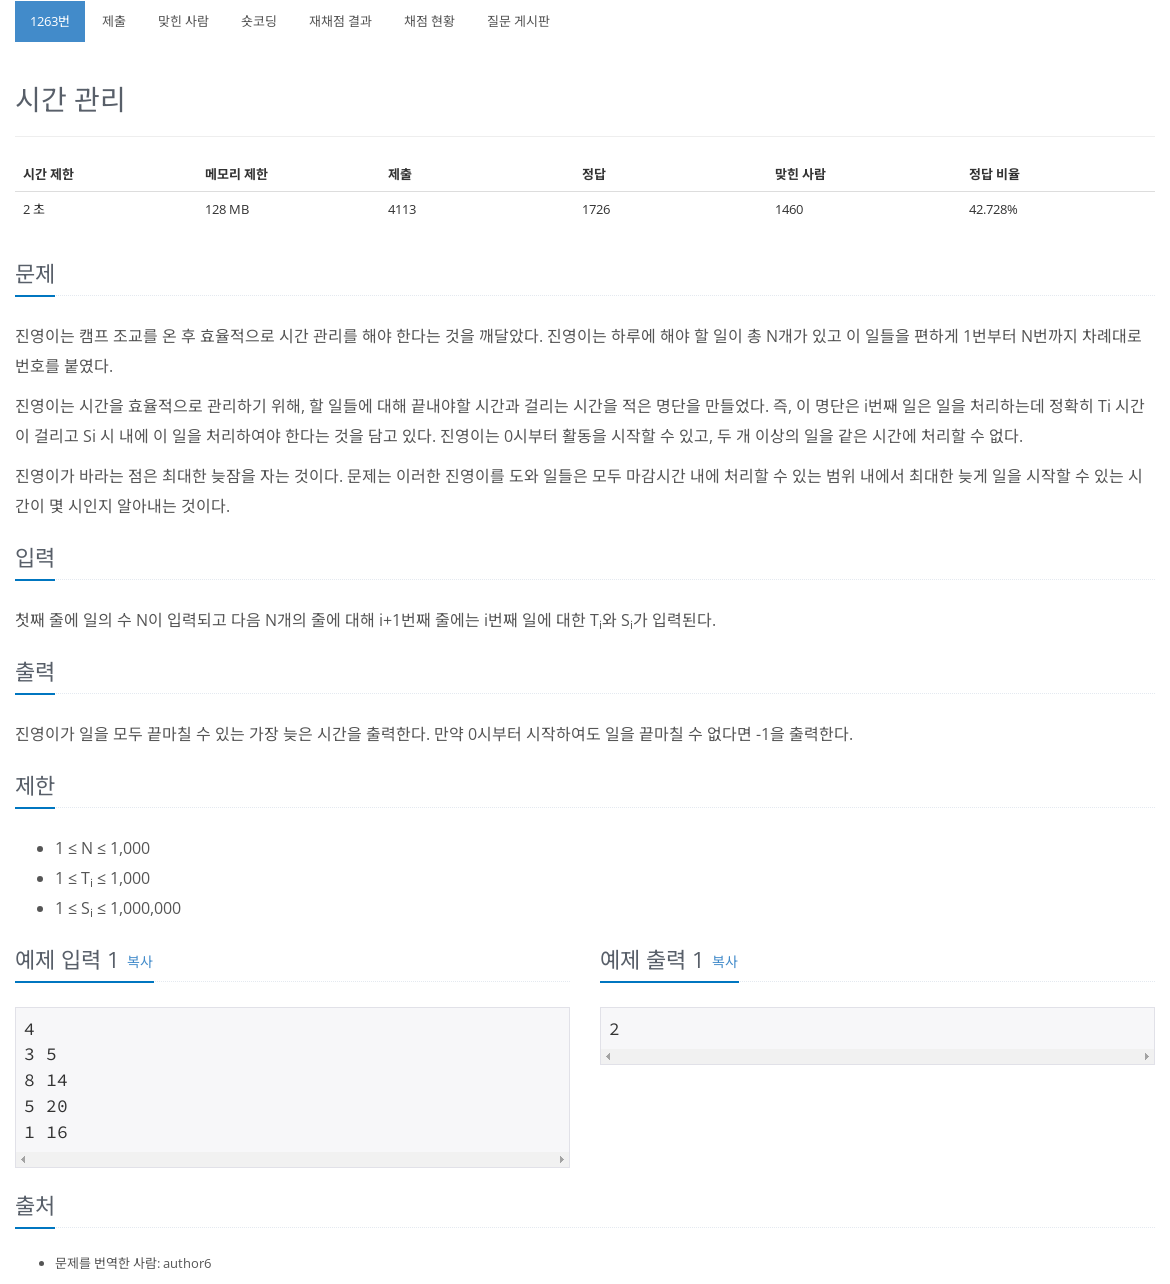 1263번 제출 맞힌 사람 숏코딩 재채점 결과 채점 현황 질문 게시판
시간 관리
시간 제한 메모리 제한 제출 정답 맞힌 사람 정답 비율
2 초 128 MB 4113 1726 1460 42.728%
문제
진영이는 캠프 조교를 온 후 효율적으로 시간 관리를 해야 한다는 것을 깨달았다. 진영이는 하루에 해야 할 일이 총 N개가 있고 이 일들을 편하게 1번부터 N번까지 차례대로
번호를 붙였다.
진영이는 시간을 효율적으로 관리하기 위해, 할 일들에 대해 끝내야할 시간과 걸리는 시간을 적은 명단을 만들었다. 즉, 이 명단은 i번째 일은 일을 처리하는데 정확히 Ti 시간
이 걸리고 Si 시 내에 이 일을 처리하여야 한다는 것을 담고 있다. 진영이는 0시부터 활동을 시작할 수 있고, 두 개 이상의 일을 같은 시간에 처리할 수 없다.
진영이가 바라는 점은 최대한 늦잠을 자는 것이다. 문제는 이러한 진영이를 도와 일들은 모두 마감시간 내에 처리할 수 있는 범위 내에서 최대한 늦게 일을 시작할 수 있는 시
간이 몇 시인지 알아내는 것이다.
입력
첫째 줄에 일의 수 N이 입력되고 다음 N개의 줄에 대해 i+1번째 줄에는 i번째 일에 대한 Ti와 Si가 입력된다.
출력
진영이가 일을 모두 끝마칠 수 있는 가장 늦은 시간을 출력한다. 만약 0시부터 시작하여도 일을 끝마칠 수 없다면 -1을 출력한다.
제한
1 ≤ N ≤ 1,000
1 ≤ Ti ≤ 1,000
1 ≤ Si ≤ 1,000,000
예제 입력 1 복사
4
3 5
8 14
5 20
1 16
예제 출력 1 복사
2
출처
문제를 번역한 사람: author6